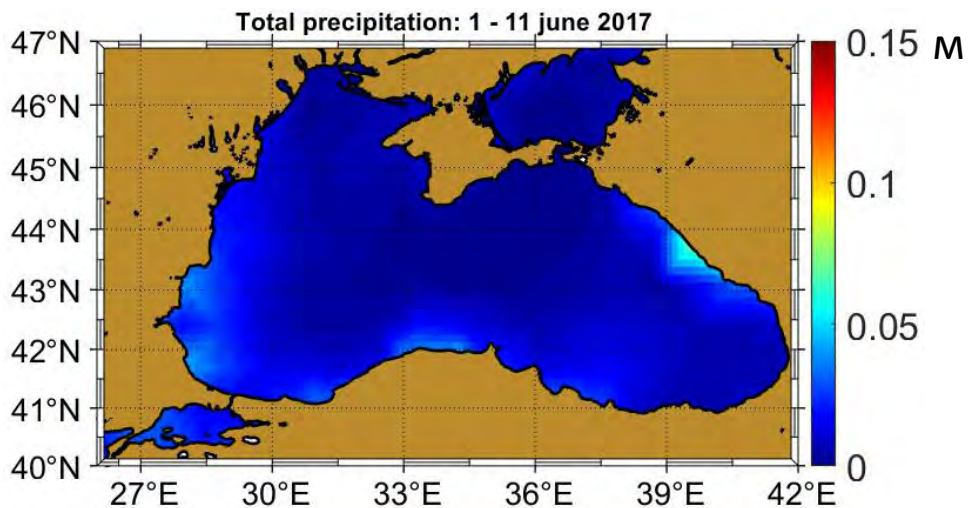 Total precipitation: 1 - 11 june 2017
47°N
46°N
45°N
44°N
43°N
42°N
41°N
40°N
27°E 30°E 33°E 36°E 39°E 42°E
0.15 м
0.1
0.05
0